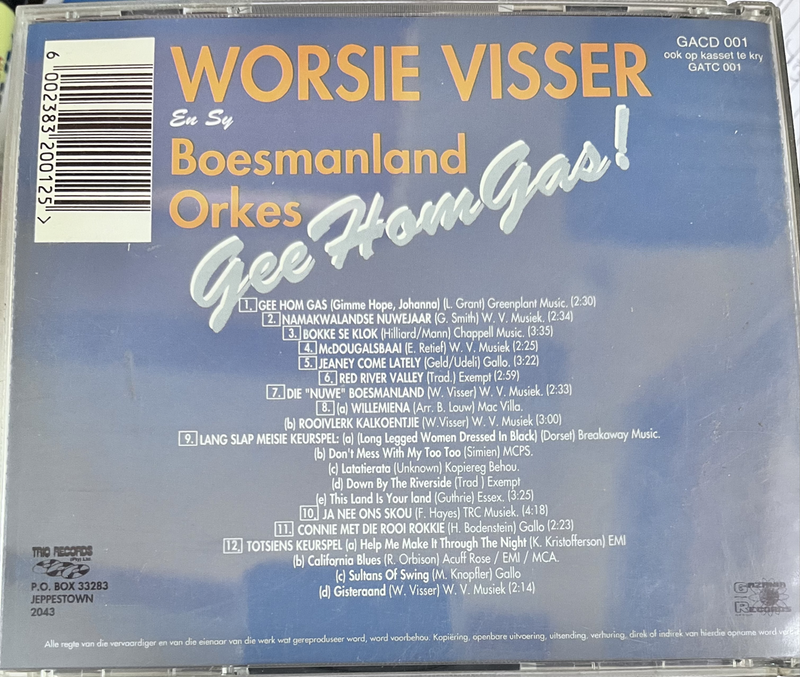 WORSIE VISSER
En Sy
Boesmanland
Orkes
Gee Hom Gas!
GACD 001
ook op kasset te kry
GATC 001
6 002383 200125 >
1. GEE HOM GAS (Gimme Hope, Johanna) (L. Grant) Greenplant Music. (2:30)
2. NAMAKWALANDSE NUWEJAAR (G. Smith) W. V. Musiek. (2:34)
3. BOKKE SE KLOK (Hilliard/Mann) Chappell Music. (3:35)
4. McDOUGALSBAAI (E. Retief) W. V. Musiek (2:25)
5. JEANEY COME LATELY (Geld/Udeli) Gallo. (3:22)
6. RED RIVER VALLEY (Trad.) Exempt (2:59)
7. DIE "NUWE" BOESMANLAND (W. Visser) W. V. Musiek. (2:33)
8. (a) WILLEMIENA (Arr. B. Louw) Mac Villa.
(b) ROOIVLERK KALKOENTJIE (W.Visser) W. V. Musiek (3:00)
9. LANG SLAP MEISIE KEURSPEL: (a) (Long Legged Women Dressed In Black) (Dorset) Breakaway Music.
(b) Don't Mess With My Too Too (Simien) MCPS.
(c) Latatierata (Unknown) Kopiereg Behou.
(d) Down By The Riverside (Trad ) Exempt
(e) This Land Is Your land (Guthrie) Essex. (3:25)
10. JA NEE ONS SKOU (F. Hayes) TRC Musiek. (4:18)
11. CONNIE MET DIE ROOI ROKKIE (H. Bodenstein) Gallo (2:23)
12. TOTSIENS KEURSPEL (a) Help Me Make It Through The Night (K. Kristofferson) EMI
(b) California Blues (R. Orbison) Acuff Rose / EMI / MCA.
(c) Sultans Of Swing (M. Knopfler) Gallo
(d) Gisteraand (W. Visser) W. V. Musiek (2:14)
TRIO RECORDS
(Pty) Ltd.
P.O. BOX 33283
JEPPESTOWN
2043
RECORDS
Alle regte van die vervaardiger en van die eienaar van die werk wat gereproduseer word, word voorbehou. Kopiëring, openbare uitvoering, uitsending, verhuring, direk of indirek van hierdie opname word